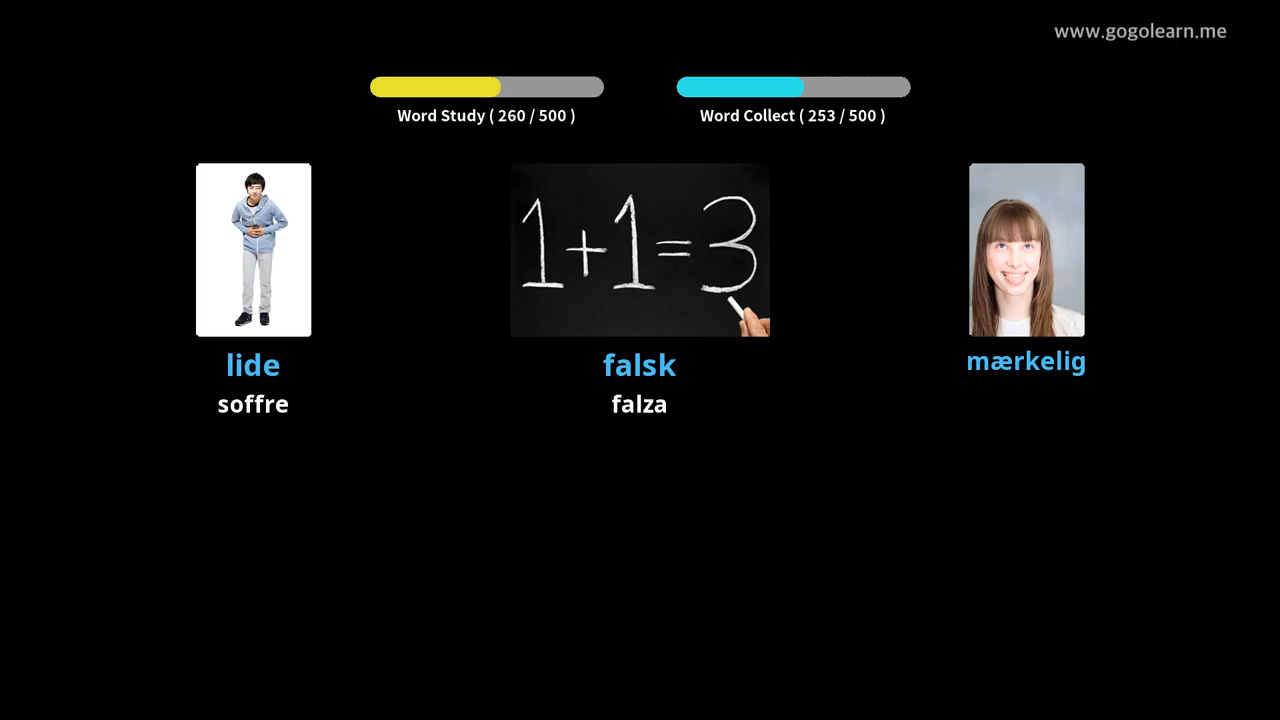 www.gogolearn.me
Word Study ( 260 / 500 )
Word Collect ( 253 / 500 )
1+1=3
lide
falsk
mærkelig
soffre
falza